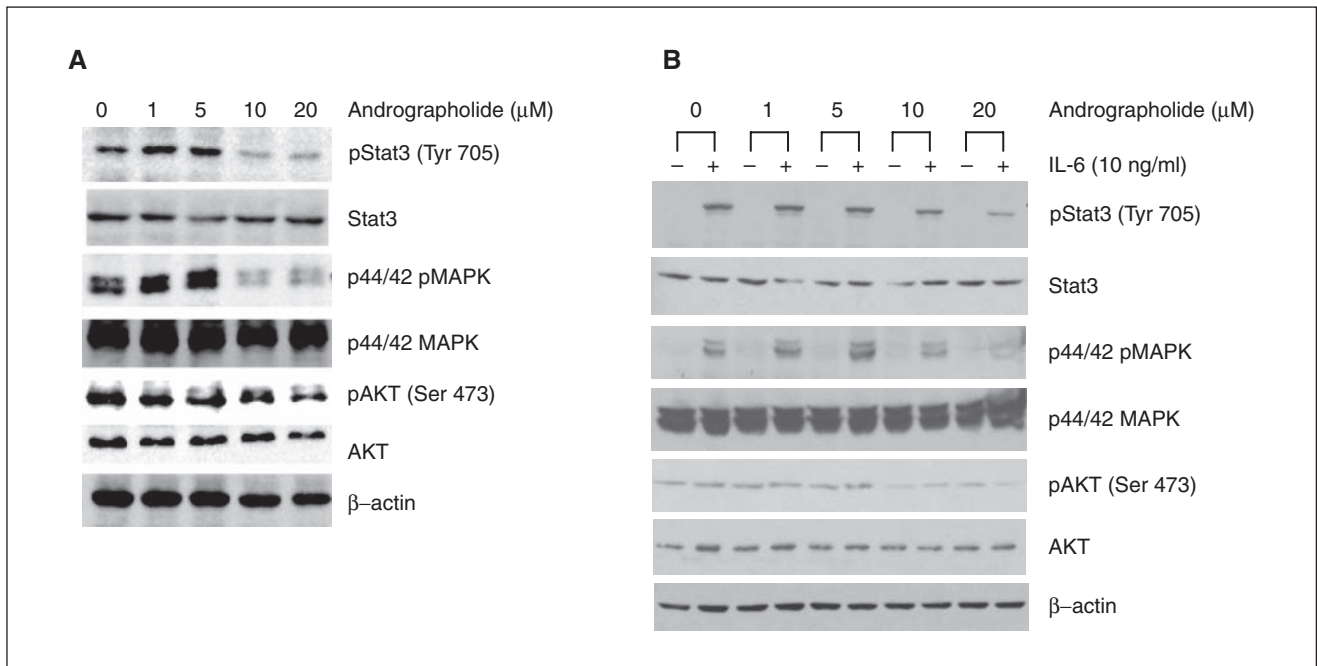 A
0 1 5 10 20 Andrographolide (μM)
pStat3 (Tyr 705)
Stat3
p44/42 pMAPK
p44/42 MAPK
pAKT (Ser 473)
AKT
β–actin
B
0 1 5 10 20 Andrographolide (μM)
– + – + – + – + – + IL-6 (10 ng/ml)
pStat3 (Tyr 705)
Stat3
p44/42 pMAPK
p44/42 MAPK
pAKT (Ser 473)
AKT
β–actin